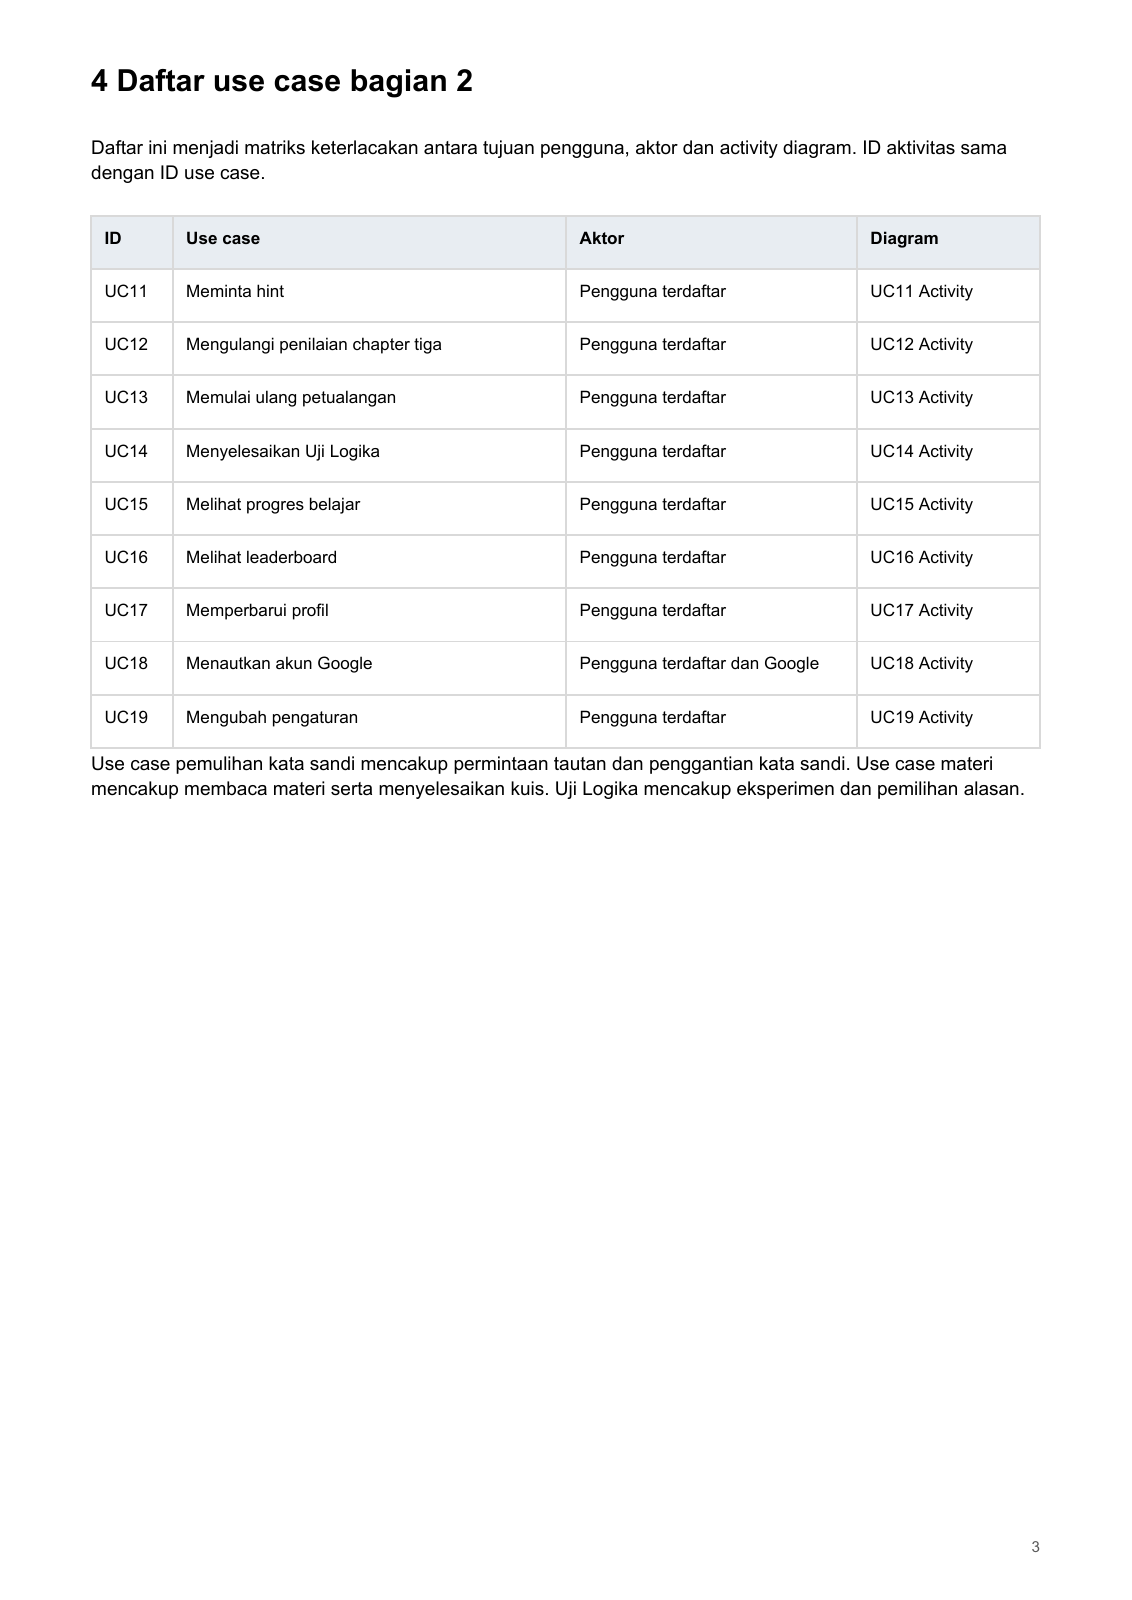 4 Daftar use case bagian 2
Daftar ini menjadi matriks keterlacakan antara tujuan pengguna, aktor dan activity diagram. ID aktivitas sama
dengan ID use case.
ID Use case Aktor Diagram
UC11 Meminta hint Pengguna terdaftar UC11 Activity
UC12 Mengulangi penilaian chapter tiga Pengguna terdaftar UC12 Activity
UC13 Memulai ulang petualangan Pengguna terdaftar UC13 Activity
UC14 Menyelesaikan Uji Logika Pengguna terdaftar UC14 Activity
UC15 Melihat progres belajar Pengguna terdaftar UC15 Activity
UC16 Melihat leaderboard Pengguna terdaftar UC16 Activity
UC17 Memperbarui profil Pengguna terdaftar UC17 Activity
UC18 Menautkan akun Google Pengguna terdaftar dan Google UC18 Activity
UC19 Mengubah pengaturan Pengguna terdaftar UC19 Activity
Use case pemulihan kata sandi mencakup permintaan tautan dan penggantian kata sandi. Use case materi
mencakup membaca materi serta menyelesaikan kuis. Uji Logika mencakup eksperimen dan pemilihan alasan.
3